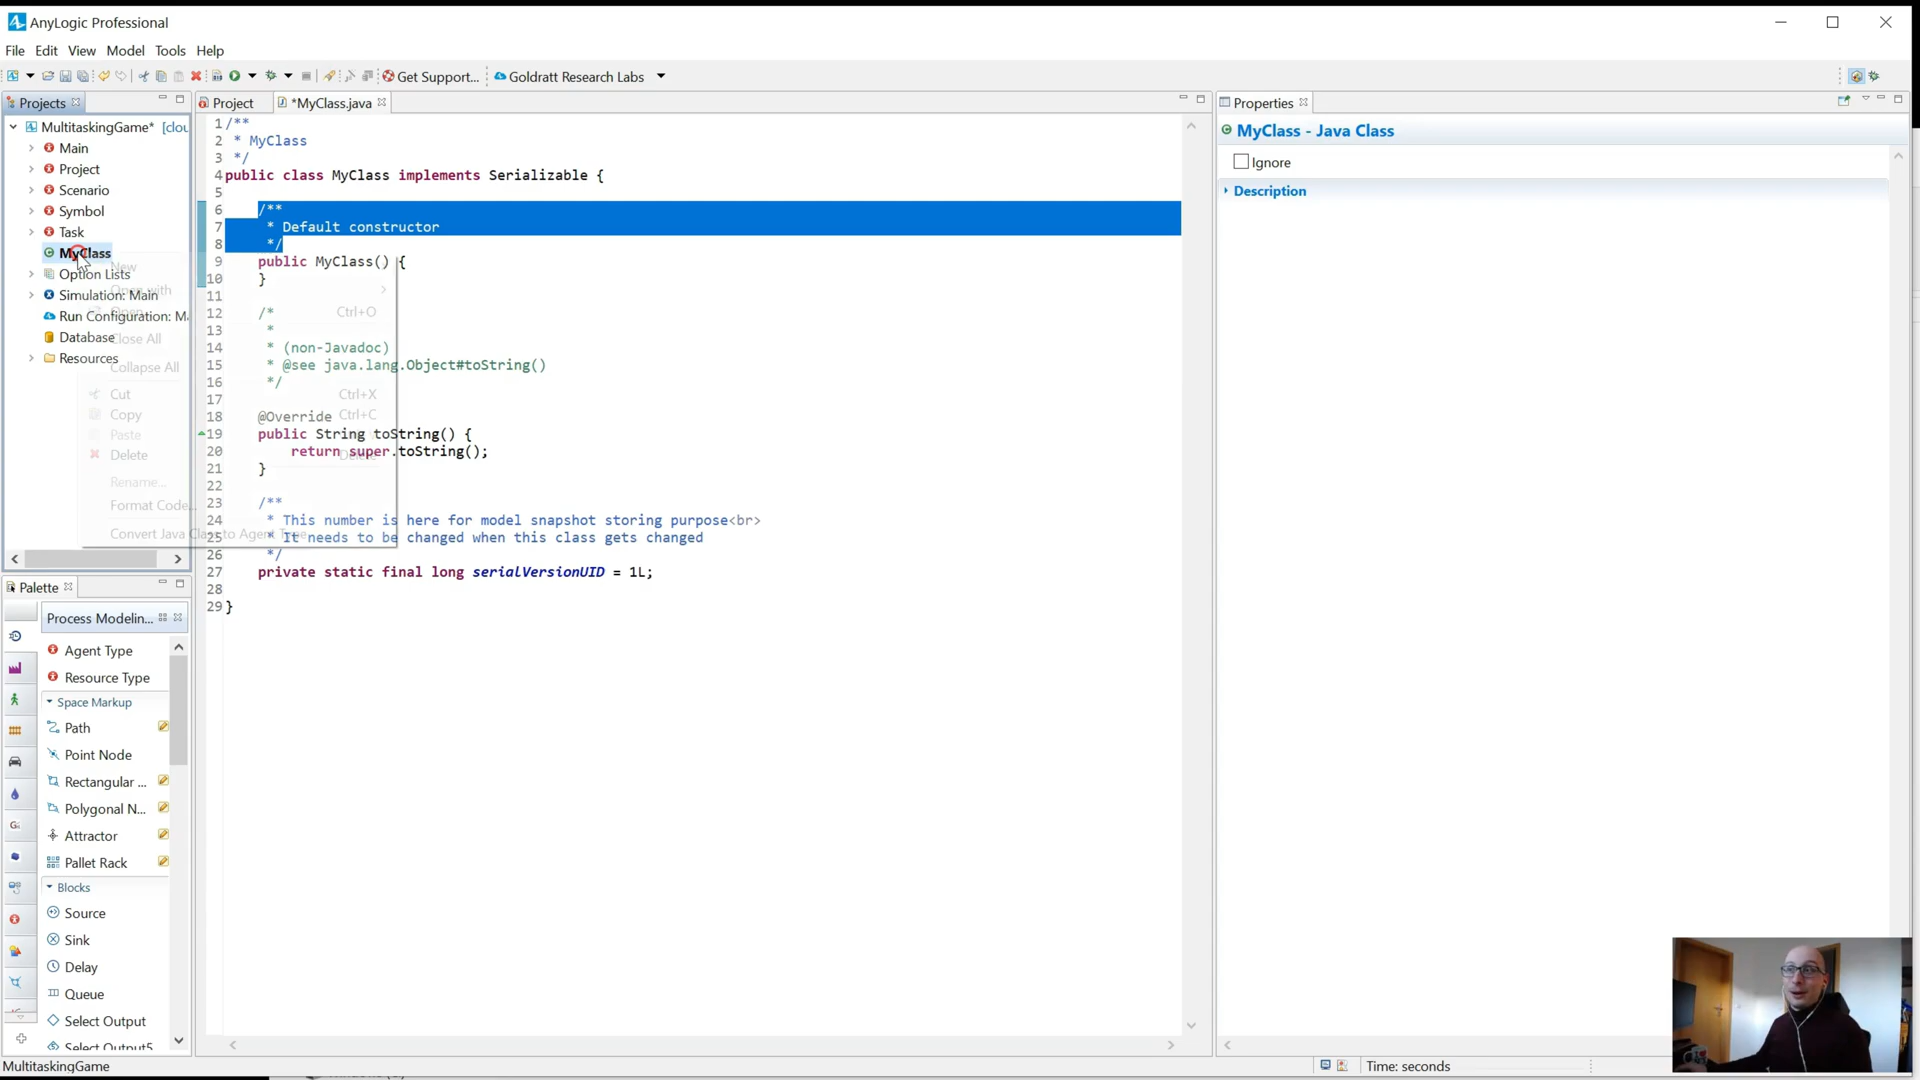 AnyLogic Professional
File Edit View Model Tools Help
Get Support... Goldratt Research Labs
Projects
MultitaskingGame* [clou
Main
Project
Scenario
Symbol
Task
MyClass
Option Lists
Simulation: Main
Run Configuration: Ma
Database
Resources
New
Open with
Open Ctrl+O
Close All
Collapse All
Cut Ctrl+X
Copy Ctrl+C
Paste
Delete Delete
Rename...
Format Code...
Convert Java Class to Agent Type
Project *MyClass.java
1 /**
2 * MyClass
3 */
4 public class MyClass implements Serializable {
5
6 /**
7 * Default constructor
8 */
9 public MyClass() {
10 }
11
12 /*
13 *
14 * (non-Javadoc)
15 * @see java.lang.Object#toString()
16 */
17
18 @Override
19 public String toString() {
20 return super.toString();
21 }
22
23 /**
24 * This number is here for model snapshot storing purpose<br>
25 * It needs to be changed when this class gets changed
26 */
27 private static final long serialVersionUID = 1L;
28
29 }
Properties
MyClass - Java Class
Ignore
Description
Palette
Process Modelin...
Agent Type
Resource Type
Space Markup
Path
Point Node
Rectangular ...
Polygonal N...
Attractor
Pallet Rack
Blocks
Source
Sink
Delay
Queue
Select Output
Select Output5
MultitaskingGame
Time: seconds